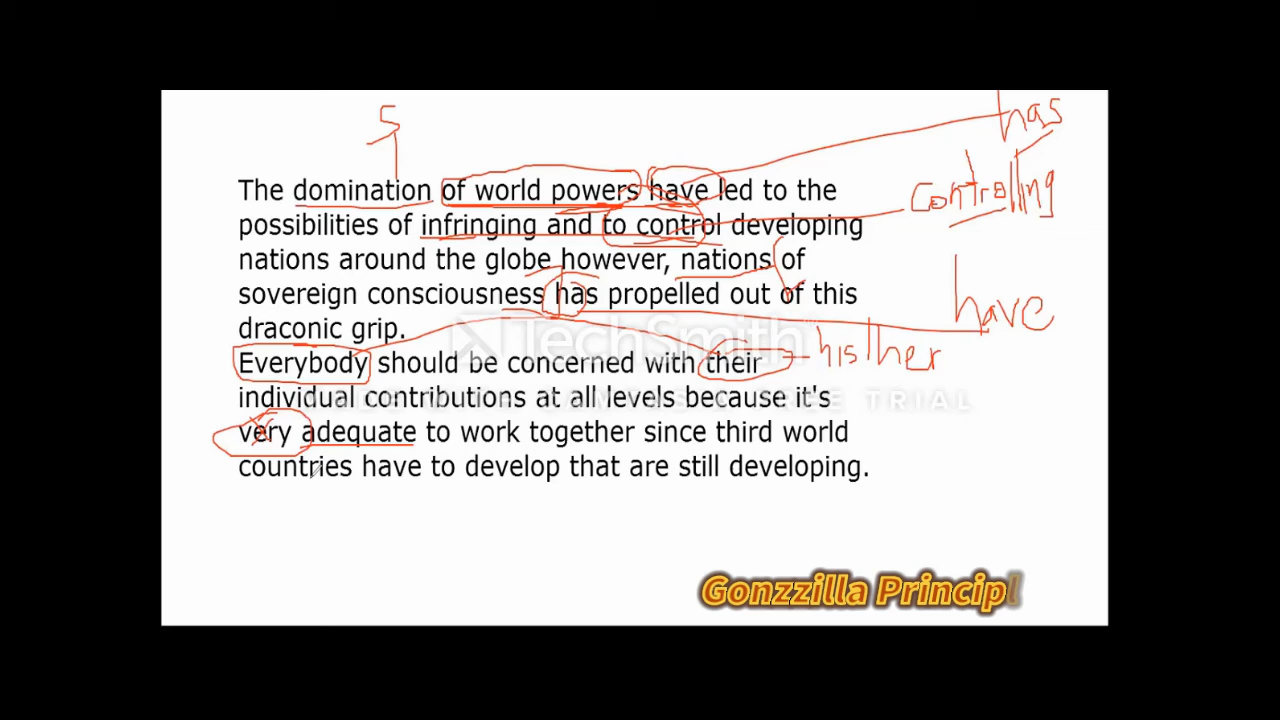 S
has
The domination of world powers have led to the
controlling
possibilities of infringing and to control developing
nations around the globe however, nations of
sovereign consciousness has propelled out of this
have
draconic grip.
TechSmith
Everybody should be concerned with their
his/her
individual contributions at all levels because it's
very adequate to work together since third world
countries have to develop that are still developing.
Gonzzilla Princip